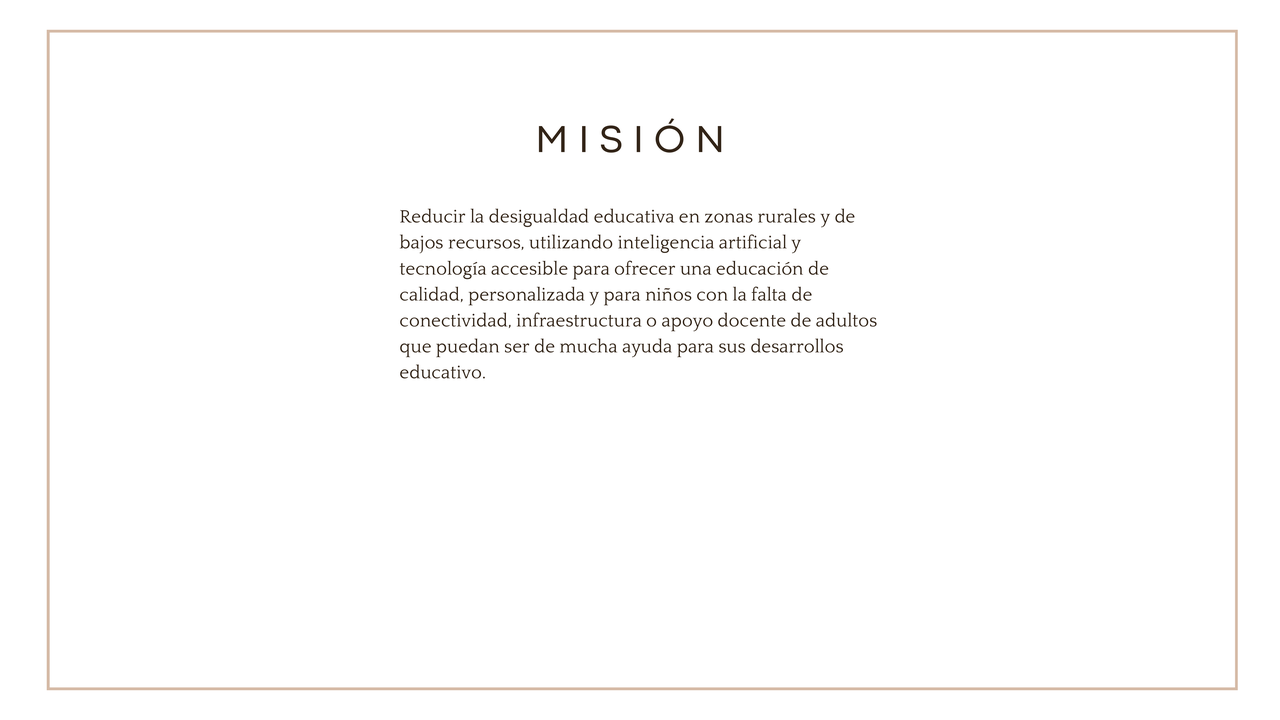 MISIÓN
Reducir la desigualdad educativa en zonas rurales y de
bajos recursos, utilizando inteligencia artificial y
tecnología accesible para ofrecer una educación de
calidad, personalizada y para niños con la falta de
conectividad, infraestructura o apoyo docente de adultos
que puedan ser de mucha ayuda para sus desarrollos
educativo.